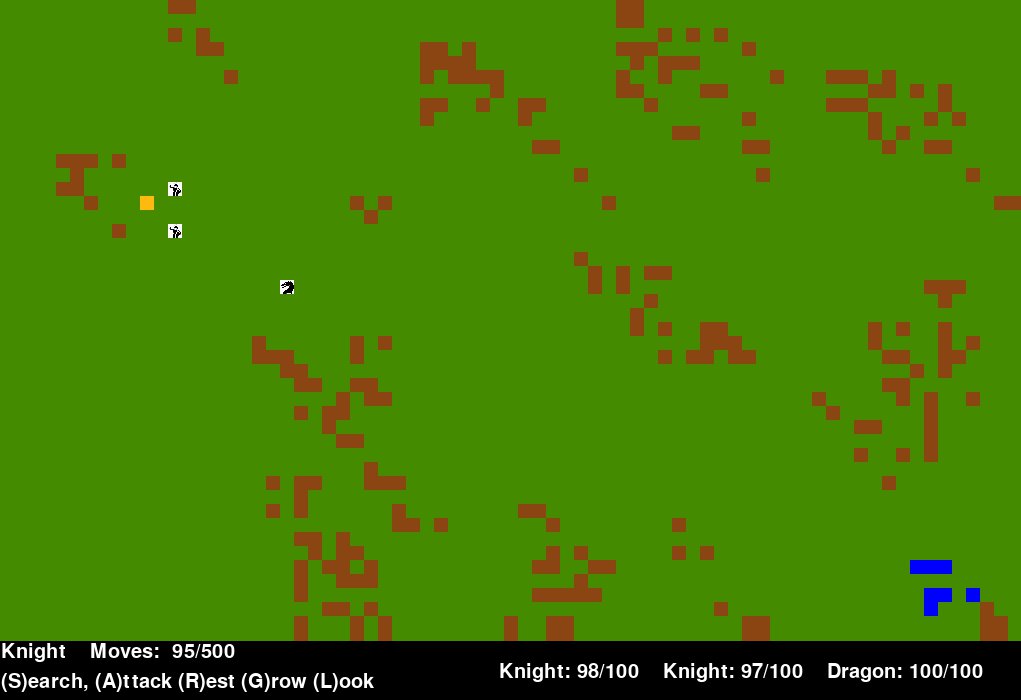 Knight Moves: 95/500
(S)earch, (A)ttack (R)est (G)row (L)ook
Knight: 98/100 Knight: 97/100 Dragon: 100/100